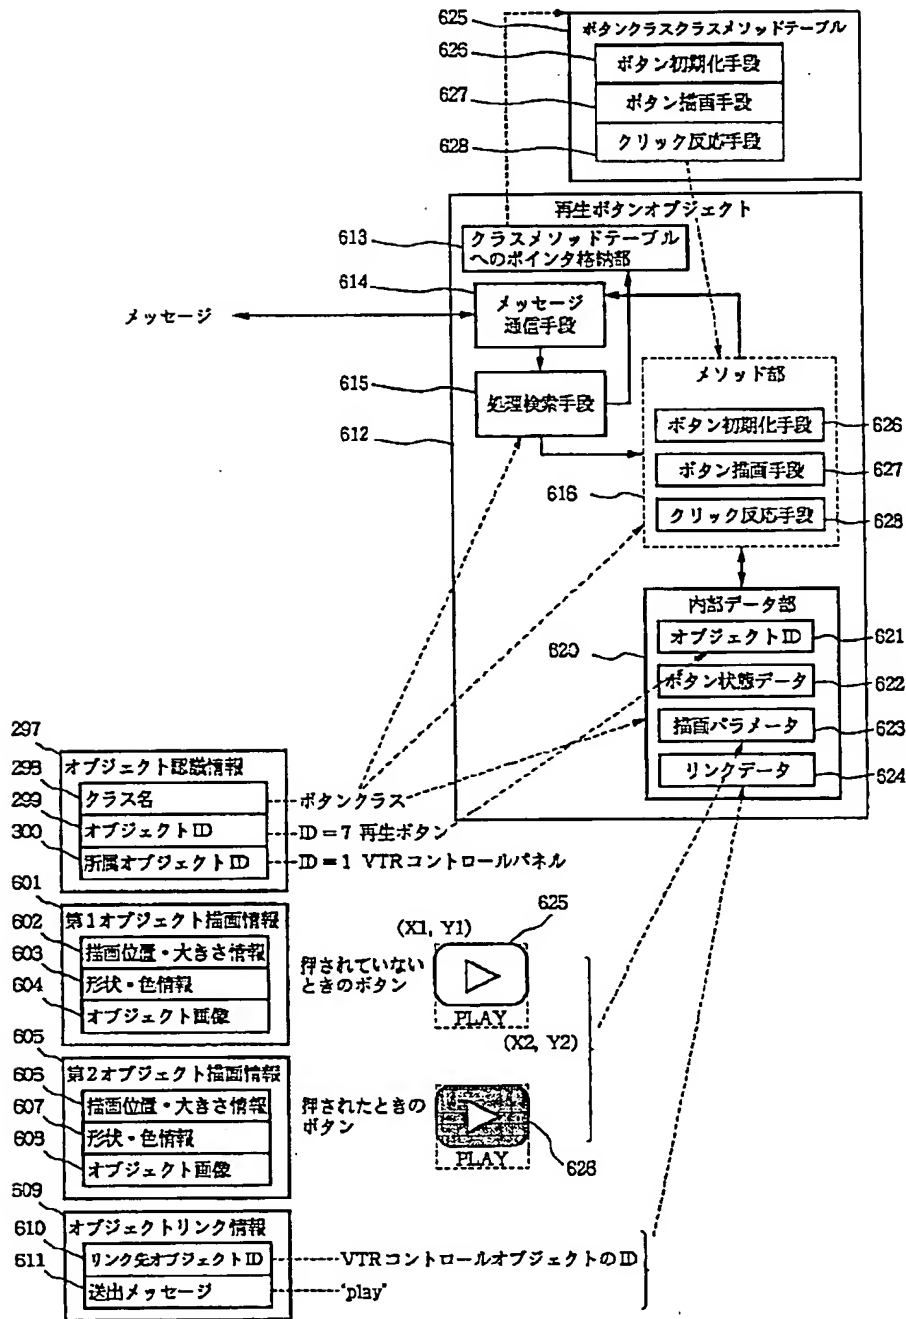 625
ボタンクラスクラスメソッドテーブル
626
ボタン初期化手段
627
ボタン描画手段
628
クリック反応手段
再生ボタンオブジェクト
613
クラスメソッドテーブル
へのポインタ格納部
614
メッセージ
通信手段
メッセージ
615
処理検索手段
612
メソッド部
ボタン初期化手段
626
ボタン描画手段
627
616
クリック反応手段
628
内部データ部
オブジェクトID
621
620
ボタン状態データ
622
描画パラメータ
623
リンクデータ
624
297
オブジェクト認識情報
298
クラス名
ボタンクラス
299
オブジェクトID
ID=7 再生ボタン
300
所属オブジェクトID
ID=1 VTRコントロールパネル
601
第1オブジェクト描画情報
602
描画位置・大きさ情報
603
形状・色情報
604
オブジェクト画像
押されていない
ときのボタン
(X1, Y1)
625
PLAY
(X2, Y2)
605
第2オブジェクト描画情報
606
描画位置・大きさ情報
607
形状・色情報
608
オブジェクト画像
押されたときの
ボタン
PLAY
626
609
オブジェクトリンク情報
610
リンク先オブジェクトID
VTRコントロールオブジェクトのID
611
送出メッセージ
'play'